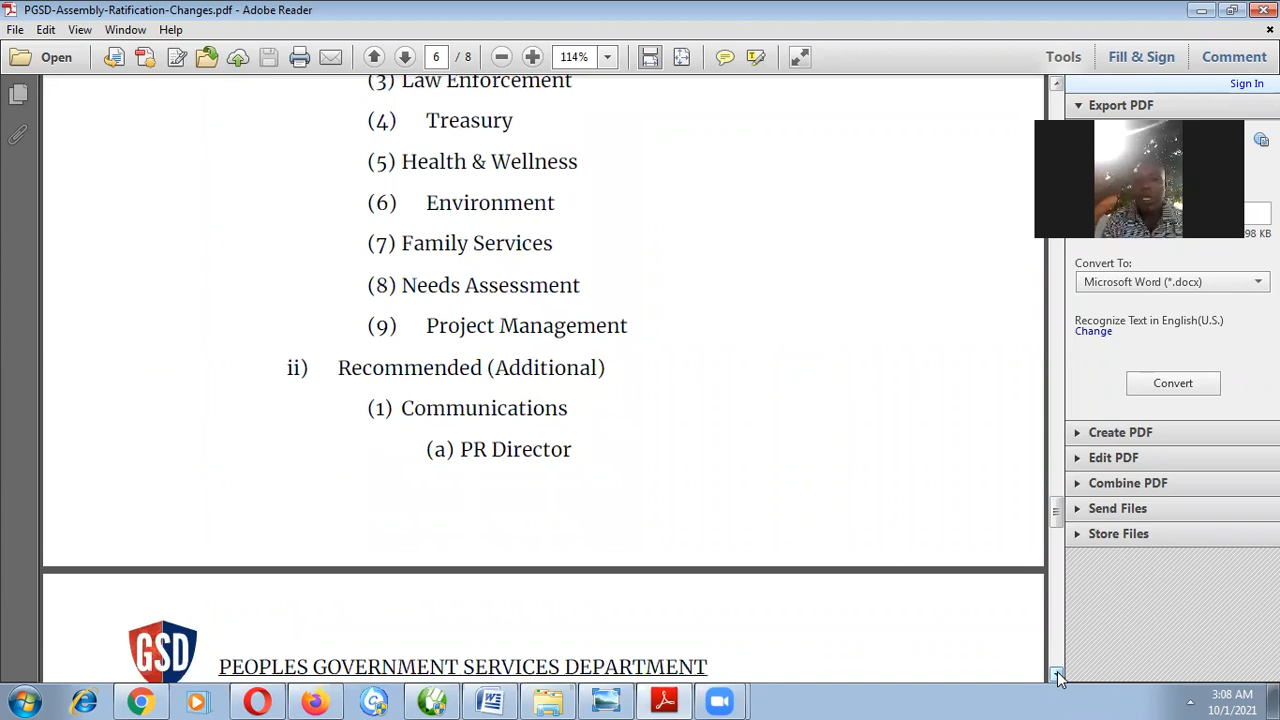 PGSD-Assembly-Ratification-Changes.pdf - Adobe Reader
File Edit View Window Help
Open 6 / 8 114% Tools Fill & Sign Comment
Sign In
Export PDF
98 KB
Convert To:
Microsoft Word (*.docx)
Recognize Text in English(U.S.)
Change
Convert
Create PDF
Edit PDF
Combine PDF
Send Files
Store Files
(3) Law Enforcement
(4) Treasury
(5) Health & Wellness
(6) Environment
(7) Family Services
(8) Needs Assessment
(9) Project Management
ii) Recommended (Additional)
(1) Communications
(a) PR Director
GSD
PEOPLES GOVERNMENT SERVICES DEPARTMENT
3:08 AM
10/1/2021